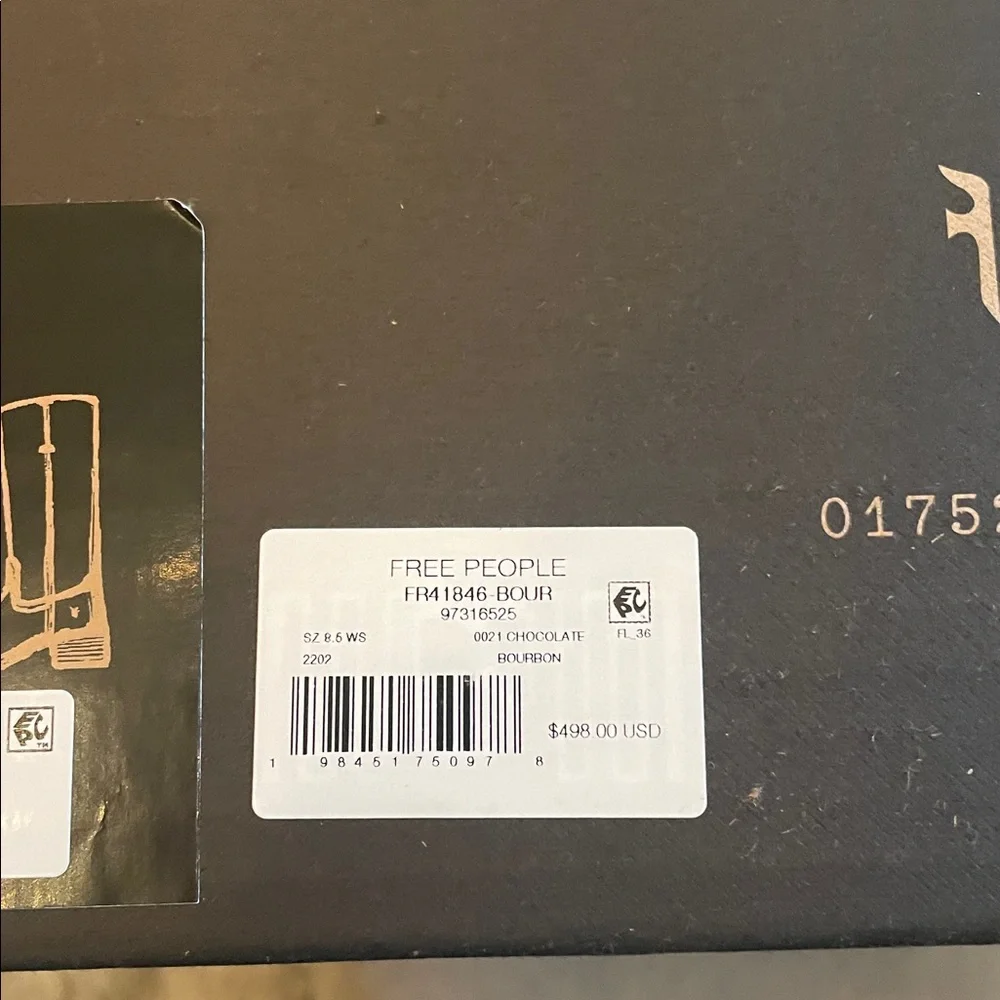 0175
FREE PEOPLE
FR41846-BOUR
97316525
SZ 8.5 WS 0021 CHOCOLATE FL_36
2202 BOURBON
$498.00 USD
1 98451 75097 8